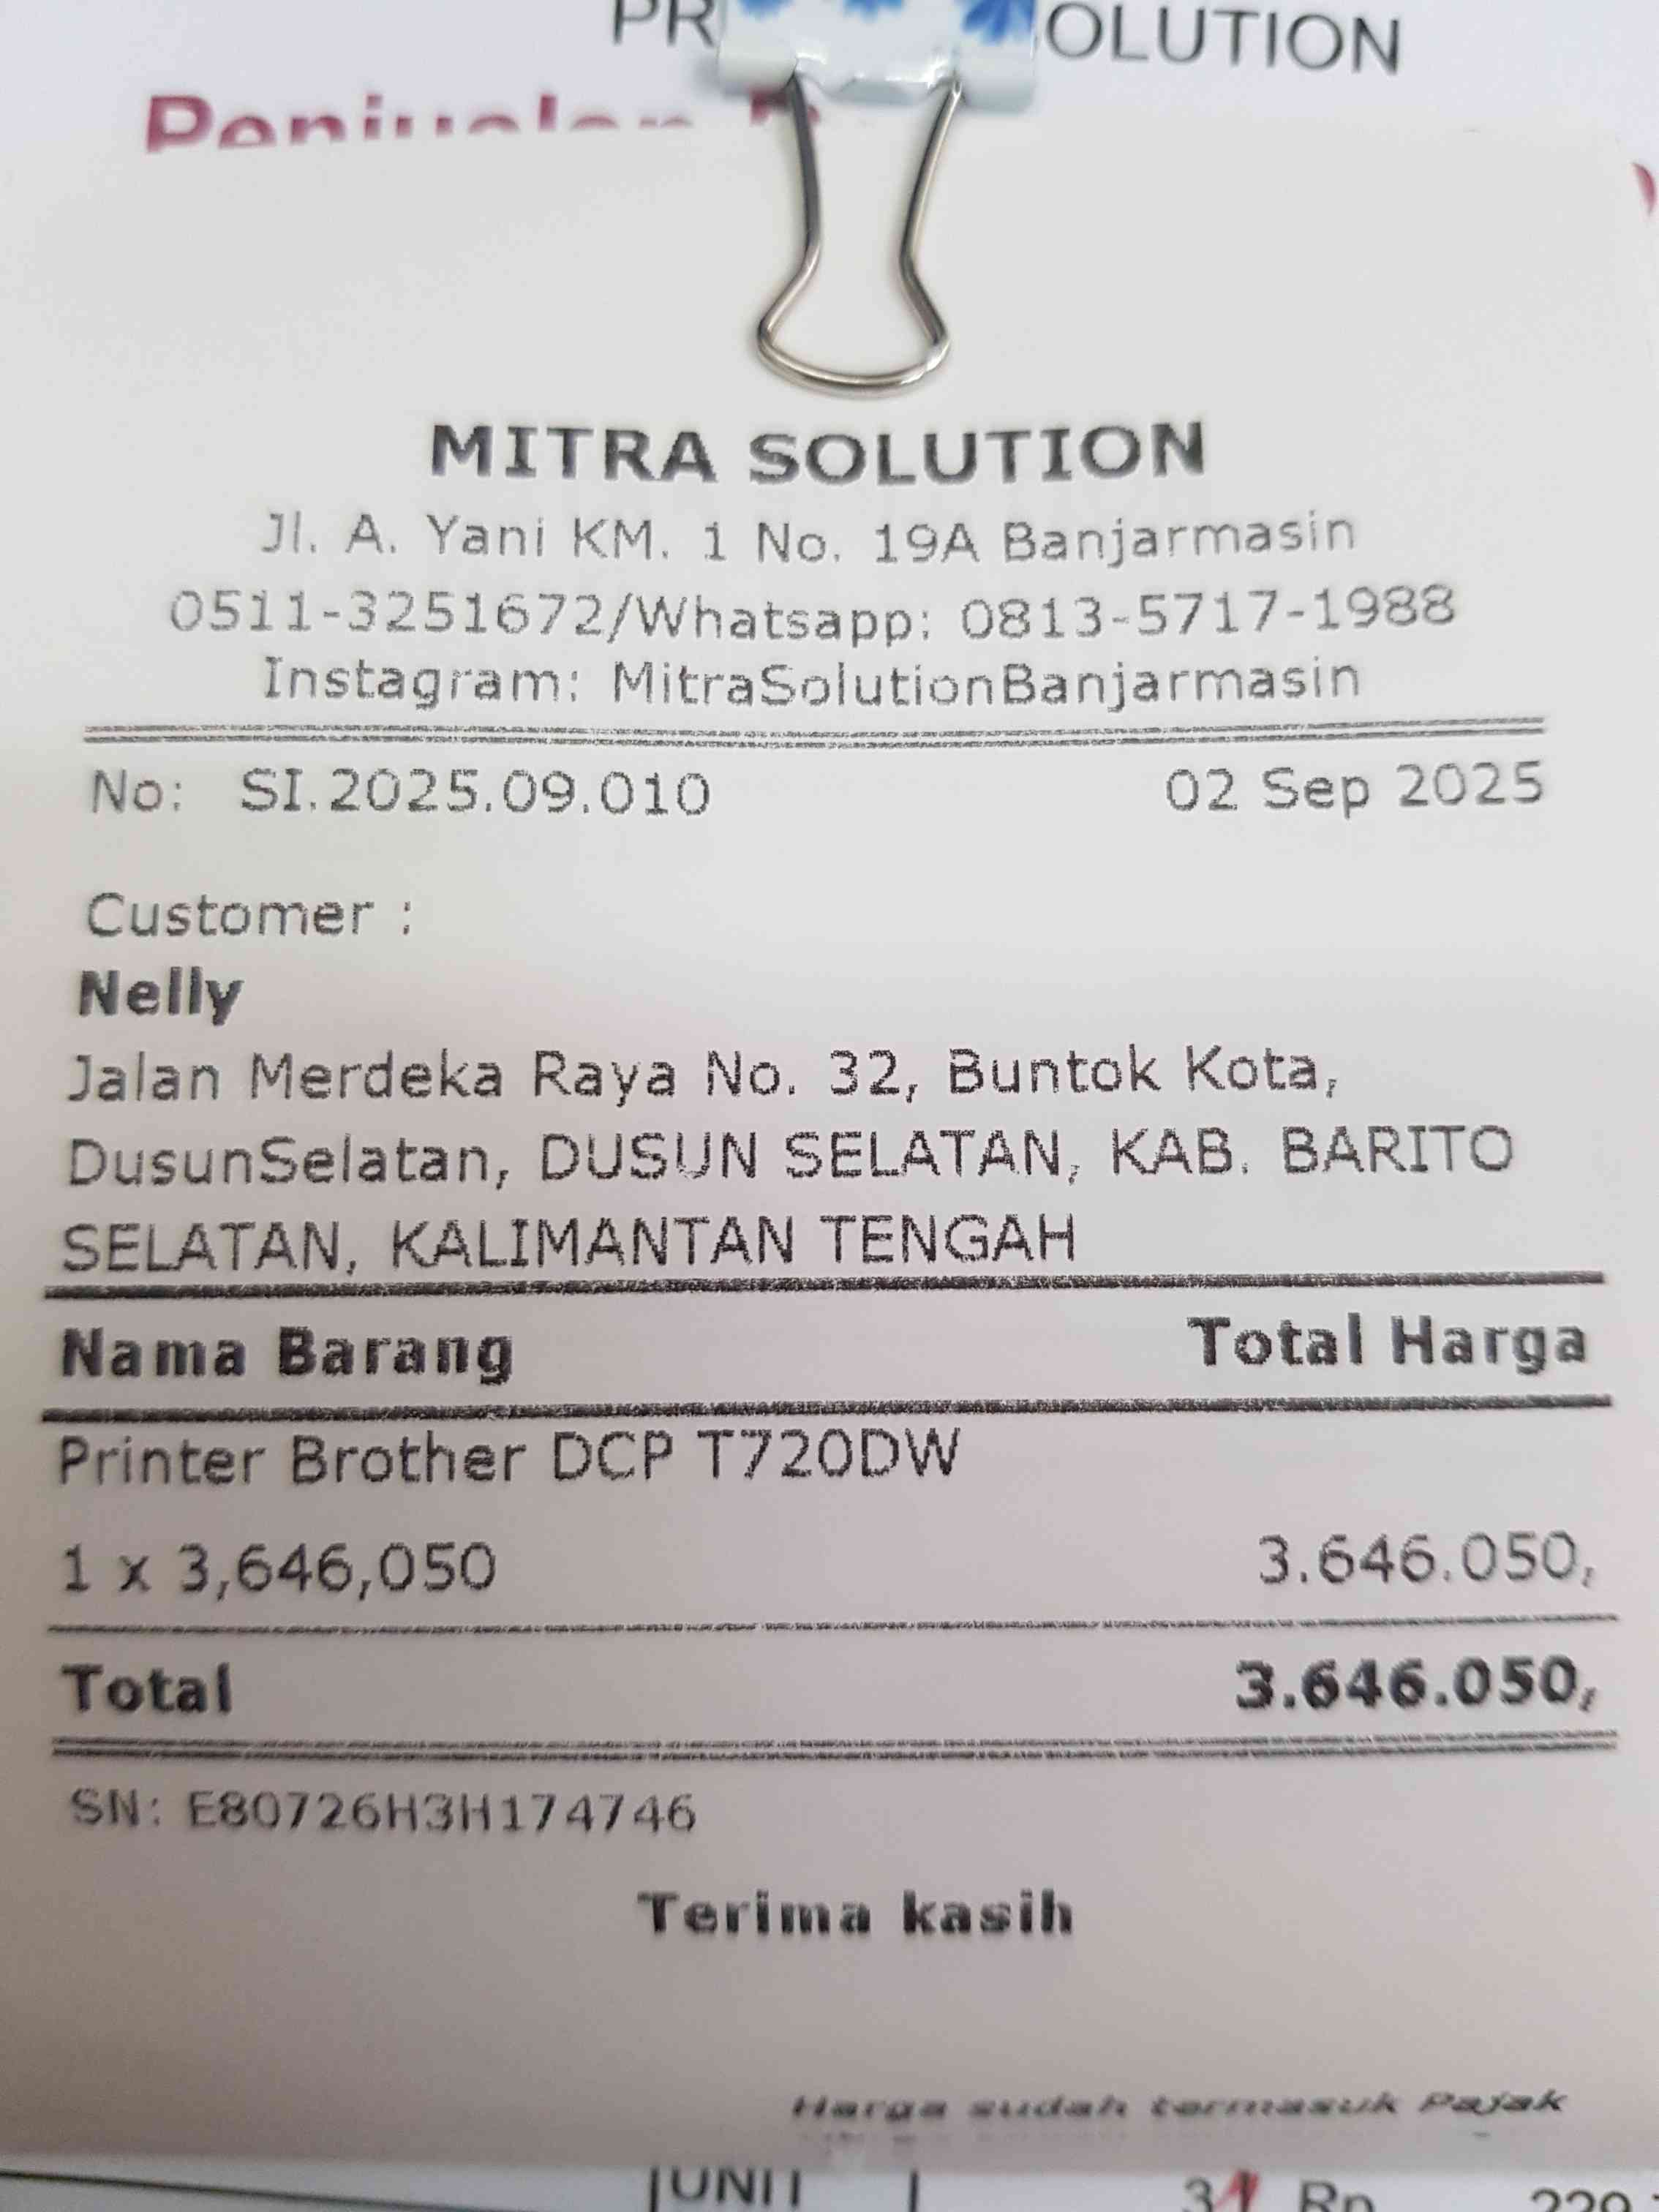 OLUTION
MITRA SOLUTION
Jl. A. Yani KM. 1 No. 19A Banjarmasin
0511-3251672/Whatsapp: 0813-5717-1988
Instagram: MitraSolutionBanjarmasin
No: SI.2025.09.010 02 Sep 2025
Customer :
Nelly
Jalan Merdeka Raya No. 32, Buntok Kota,
DusunSelatan, DUSUN SELATAN, KAB. BARITO
SELATAN, KALIMANTAN TENGAH
Nama Barang Total Harga
Printer Brother DCP T720DW
1 x 3,646,050 3.646.050,
Total 3.646.050,
SN: E80726H3H174746
Terima kasih
Harga sudah termasuk Pajak
UNIT Rp